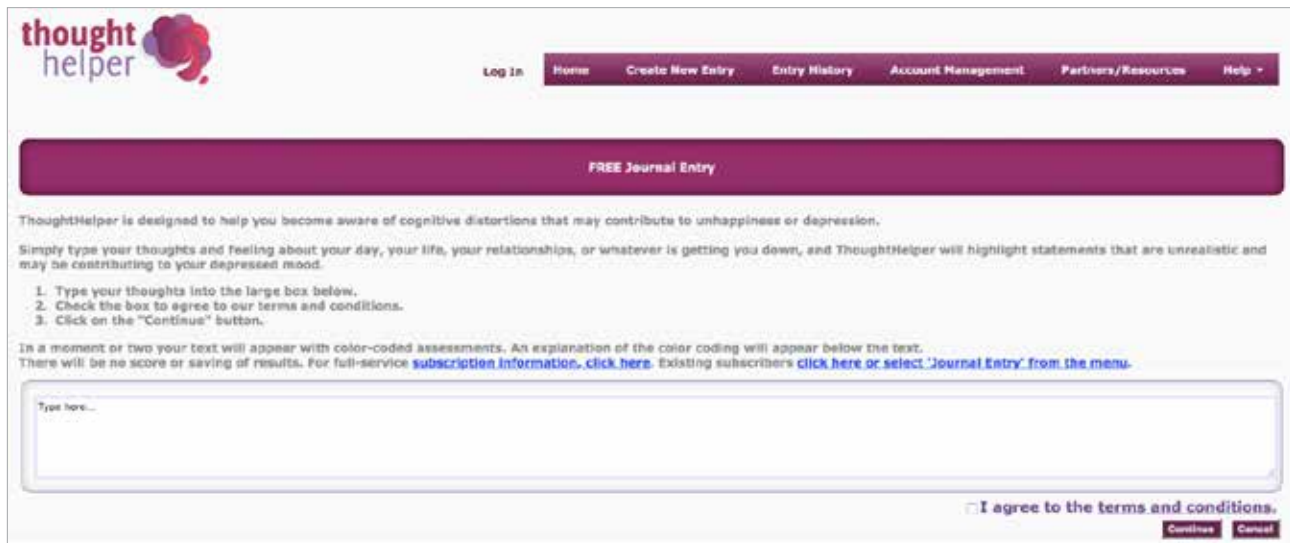 thought
helper
Log In Home Create New Entry Entry History Account Management Partners/Resources Help
FREE Journal Entry
ThoughtHelper is designed to help you become aware of cognitive distortions that may contribute to unhappiness or depression.
Simply type your thoughts and feeling about your day, your life, your relationships, or whatever is getting you down, and ThoughtHelper will highlight statements that are unrealistic and
may be contributing to your depressed mood.
1. Type your thoughts into the large box below.
2. Check the box to agree to our terms and conditions.
3. Click on the "Continue" button.
In a moment or two your text will appear with color-coded assessments. An explanation of the color coding will appear below the text.
There will be no score or saving of results. For full-service subscription information, click here. Existing subscribers click here or select 'Journal Entry' from the menu.
Type here...
I agree to the terms and conditions.
Continue Cancel